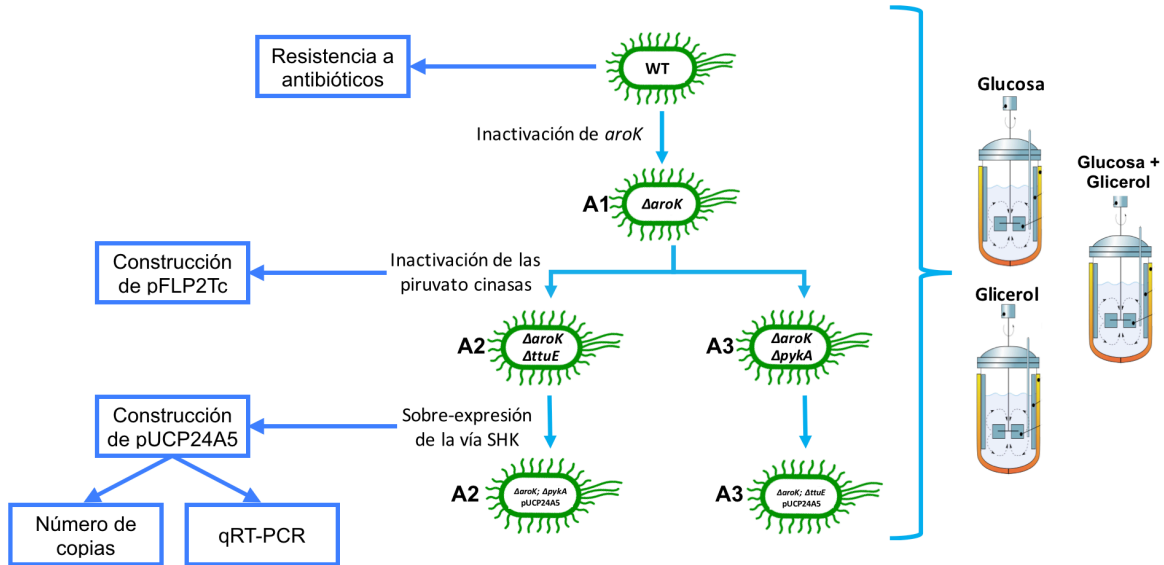 Resistencia a
antibióticos
WT
Inactivación de aroK
A1
ΔaroK
Construcción
de pFLP2Tc
Inactivación de las
piruvato cinasas
A2
ΔaroK
ΔttuE
A3
ΔaroK
ΔpykA
Construcción
de pUCP24A5
Sobre-expresión
de la vía SHK
A2
ΔaroK; ΔpykA
pUCP24A5
A3
ΔaroK; ΔttuE
pUCP24A5
Número de
copias
qRT-PCR
Glucosa
Glucosa +
Glicerol
Glicerol